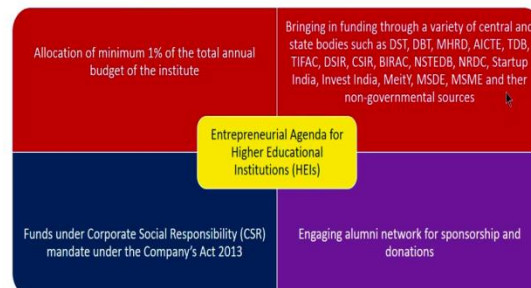 Allocation of minimum 1% of the total annual
budget of the institute
Bringing in funding through a variety of central and
state bodies such as DST, DBT, MHRD, AICTE, TDB,
TIFAC, DSIR, CSIR, BIRAC, NSTEDB, NRDC, Startup
India, Invest India, MeitY, MSDE, MSME and ther
non-governmental sources
Entrepreneurial Agenda for
Higher Educational
Institutions (HEIs)
Funds under Corporate Social Responsibility (CSR)
mandate under the Company's Act 2013
Engaging alumni network for sponsorship and
donations